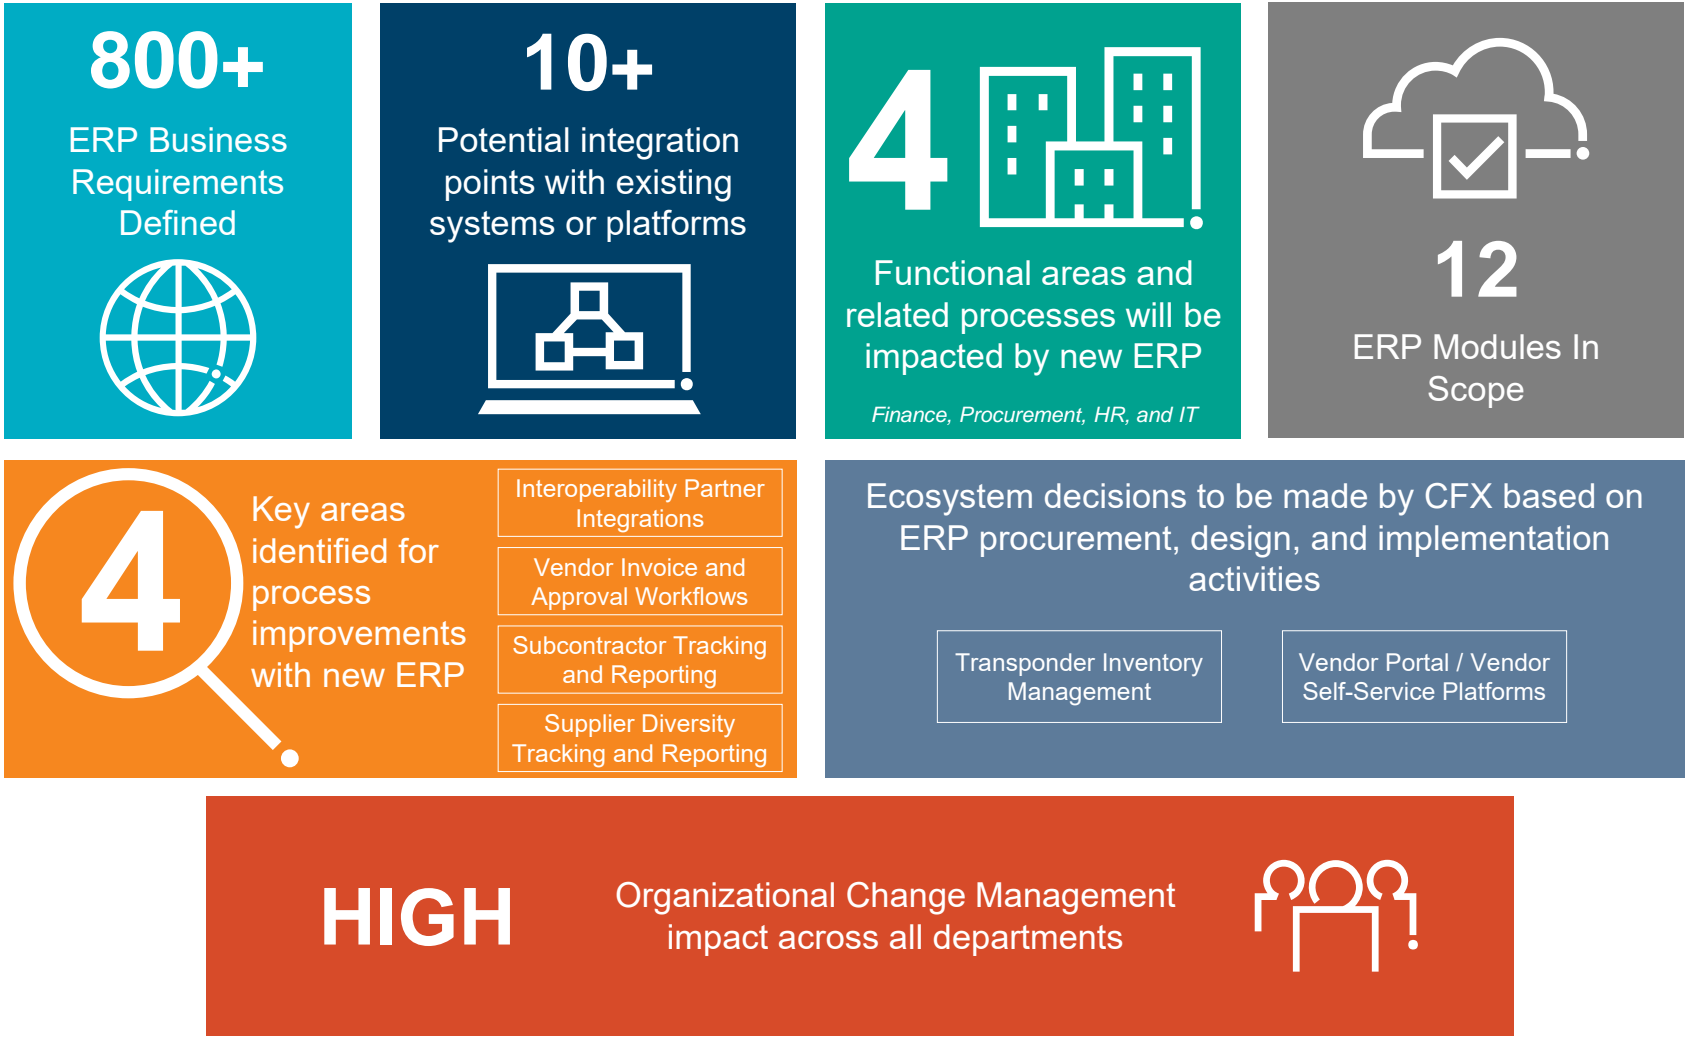 800+
ERP Business
Requirements
Defined
10+
Potential integration
points with existing
systems or platforms
4
Functional areas and
related processes will be
impacted by new ERP
Finance, Procurement, HR, and IT
12
ERP Modules In
Scope
4
Key areas
identified for
process
improvements
with new ERP
Interoperability Partner
Integrations
Vendor Invoice and
Approval Workflows
Subcontractor Tracking
and Reporting
Supplier Diversity
Tracking and Reporting
Ecosystem decisions to be made by CFX based on
ERP procurement, design, and implementation
activities
Transponder Inventory
Management
Vendor Portal / Vendor
Self-Service Platforms
HIGH
Organizational Change Management
impact across all departments